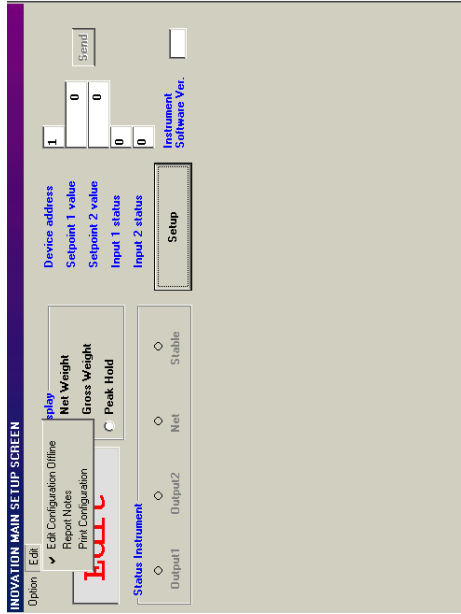 INOVATION MAIN SETUP SCREEN
Option Edit
Edit Configuration Offline
Report Notes
Print Configuration
splay
Net Weight
Gross Weight
Peak Hold
Status Instrument
Output1 Output2 Net Stable
Device address 1
Setpoint 1 value 0
Setpoint 2 value 0
Input 1 status 0
Input 2 status 0
Send
Setup
Instrument
Software Ver.